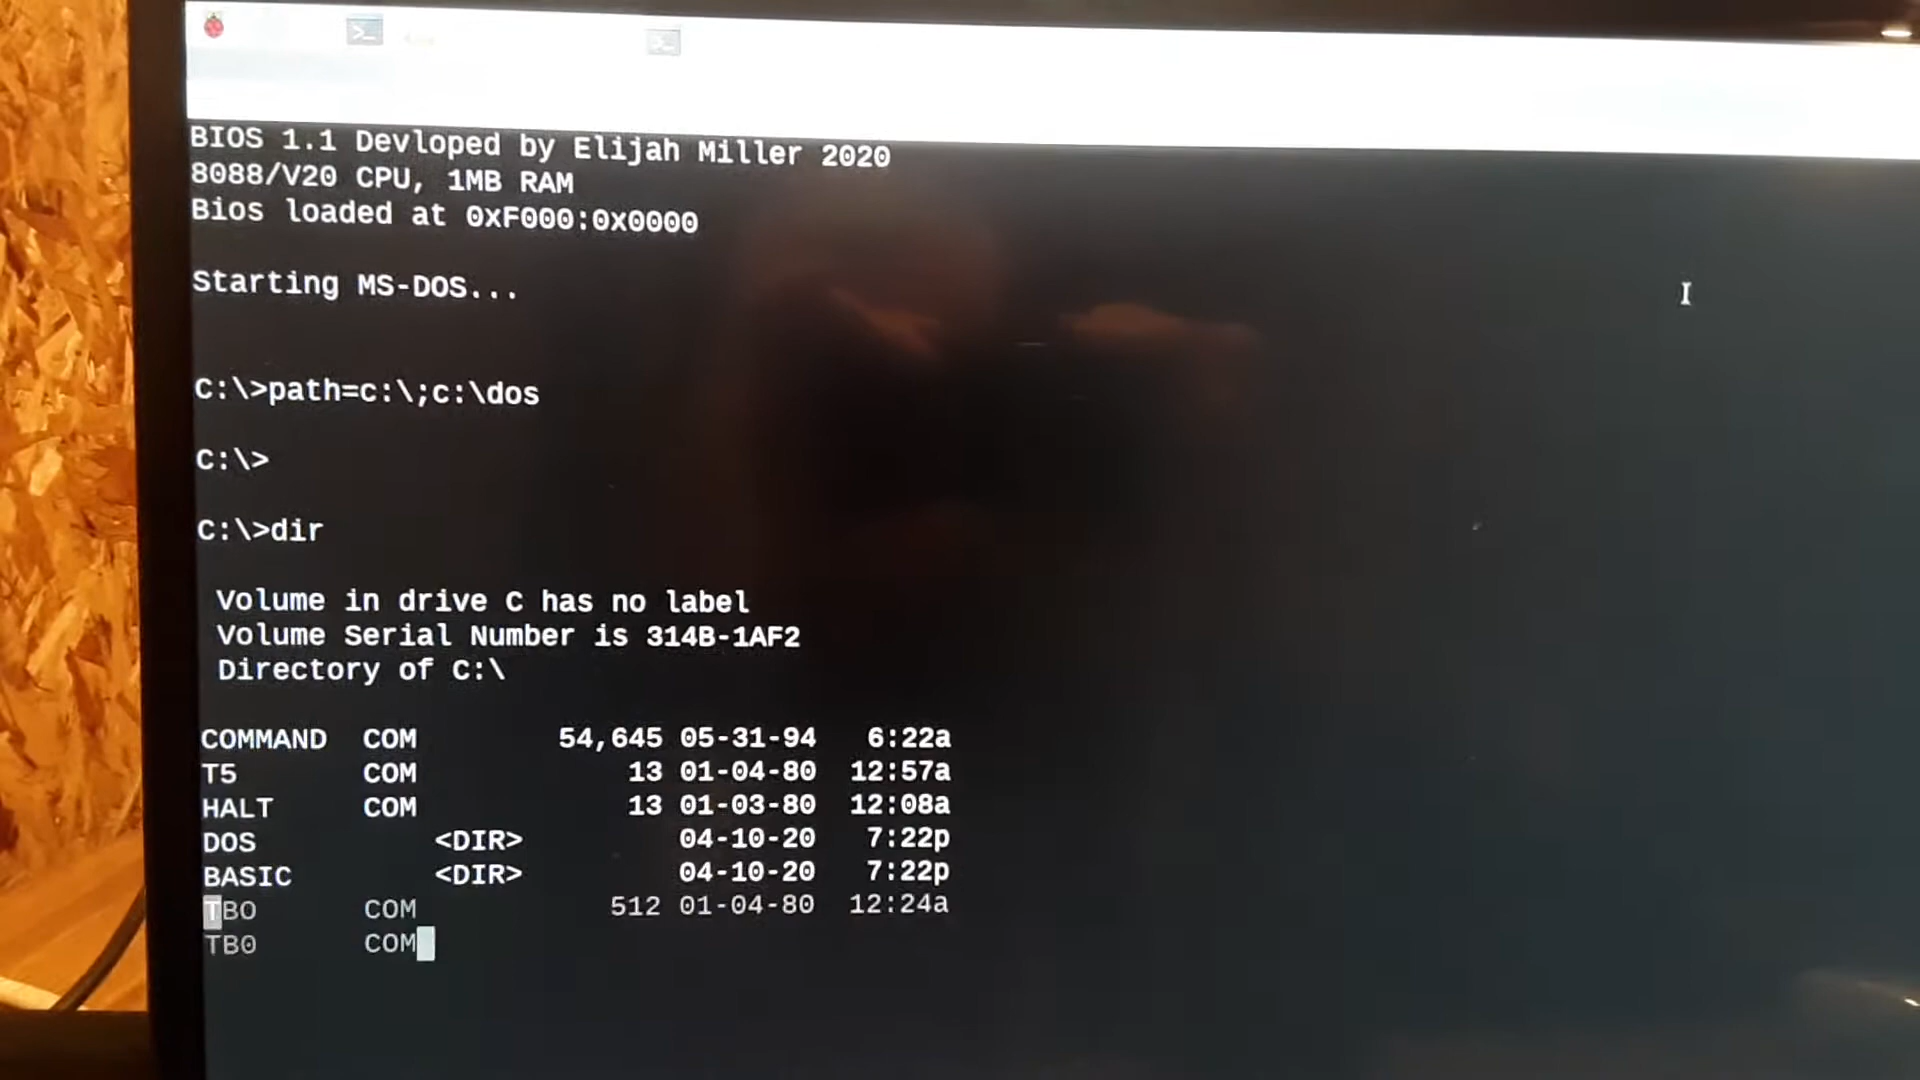 BIOS 1.1 Devloped by Elijah Miller 2020
8088/V20 CPU, 1MB RAM
Bios loaded at 0xF000:0x0000
Starting MS-DOS...
C:\>path=c:\;c:\dos
C:\>
C:\>dir
Volume in drive C has no label
Volume Serial Number is 314B-1AF2
Directory of C:\
COMMAND COM 54,645 05-31-94 6:22a
T5 COM 13 01-04-80 12:57a
HALT COM 13 01-03-80 12:08a
DOS <DIR> 04-10-20 7:22p
BASIC <DIR> 04-10-20 7:22p
TB0 COM 512 01-04-80 12:24a
TB0 COM